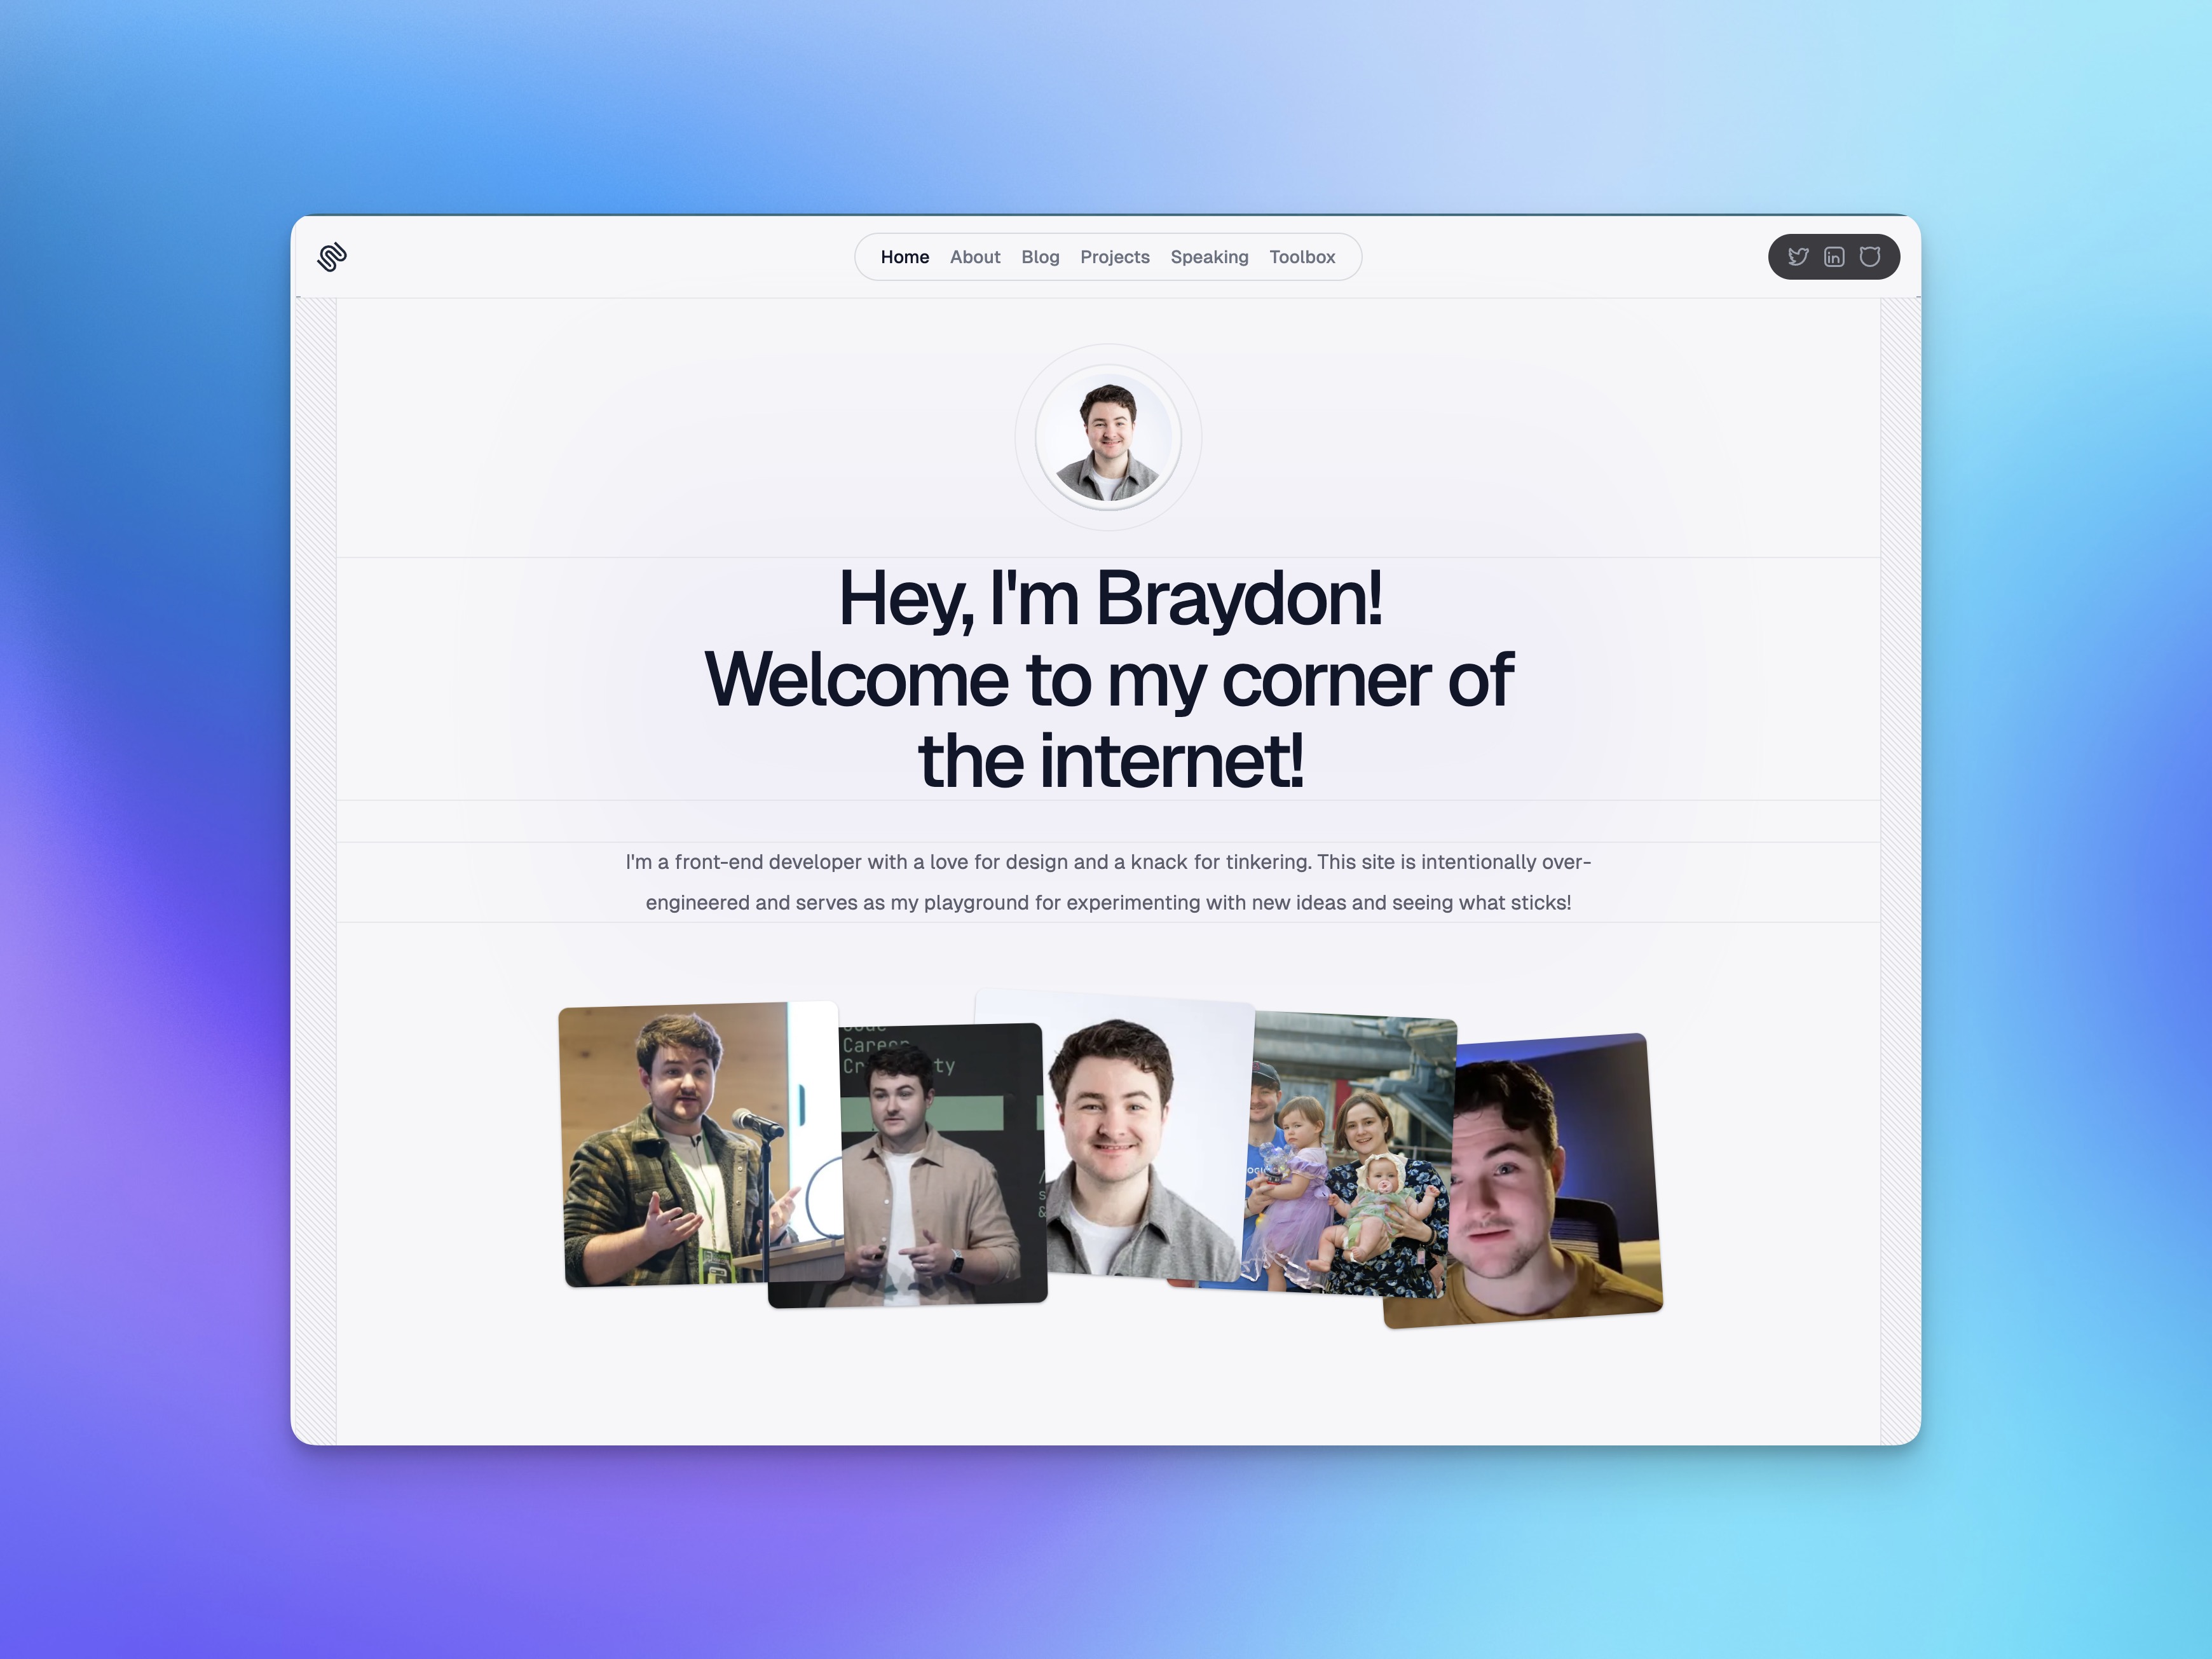 Home About Blog Projects Speaking Toolbox
in
Hey, I'm Braydon!
Welcome to my corner of
the internet!
I'm a front-end developer with a love for design and a knack for tinkering. This site is intentionally over-
engineered and serves as my playground for experimenting with new ideas and seeing what sticks!
Career
ty